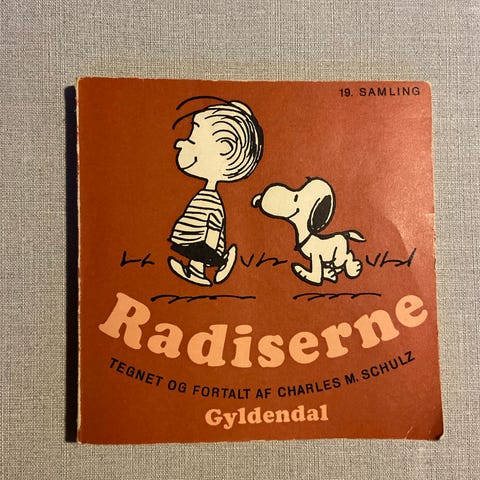 19. SAMLING
Radiserne
TEGNET OG FORTALT AF CHARLES M. SCHULZ
Gyldendal